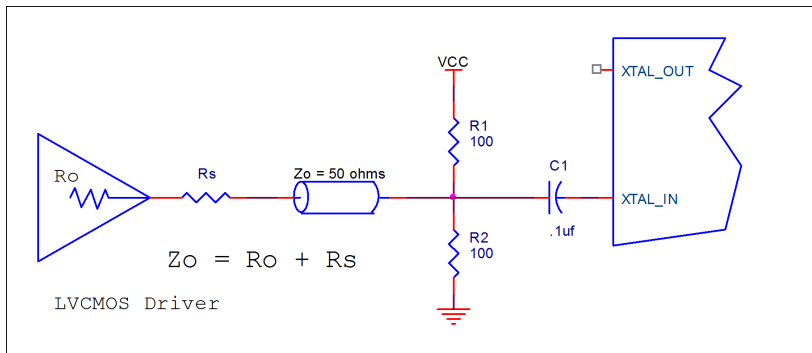 VCC
XTAL_OUT
R1
100
Ro
Rs
Zo = 50 ohms
C1
XTAL_IN
.1uf
R2
100
Zo = Ro + Rs
LVCMOS Driver